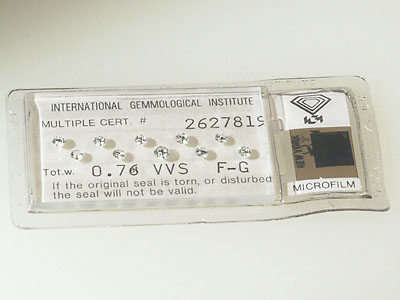 INTERNATIONAL GEMMOLOGICAL INSTITUTE
MULTIPLE CERT. # 2627819
Tot.w. 0.76 VVS F-G
If the original seal is torn, or disturbed
the seal will not be valid.
MICROFILM